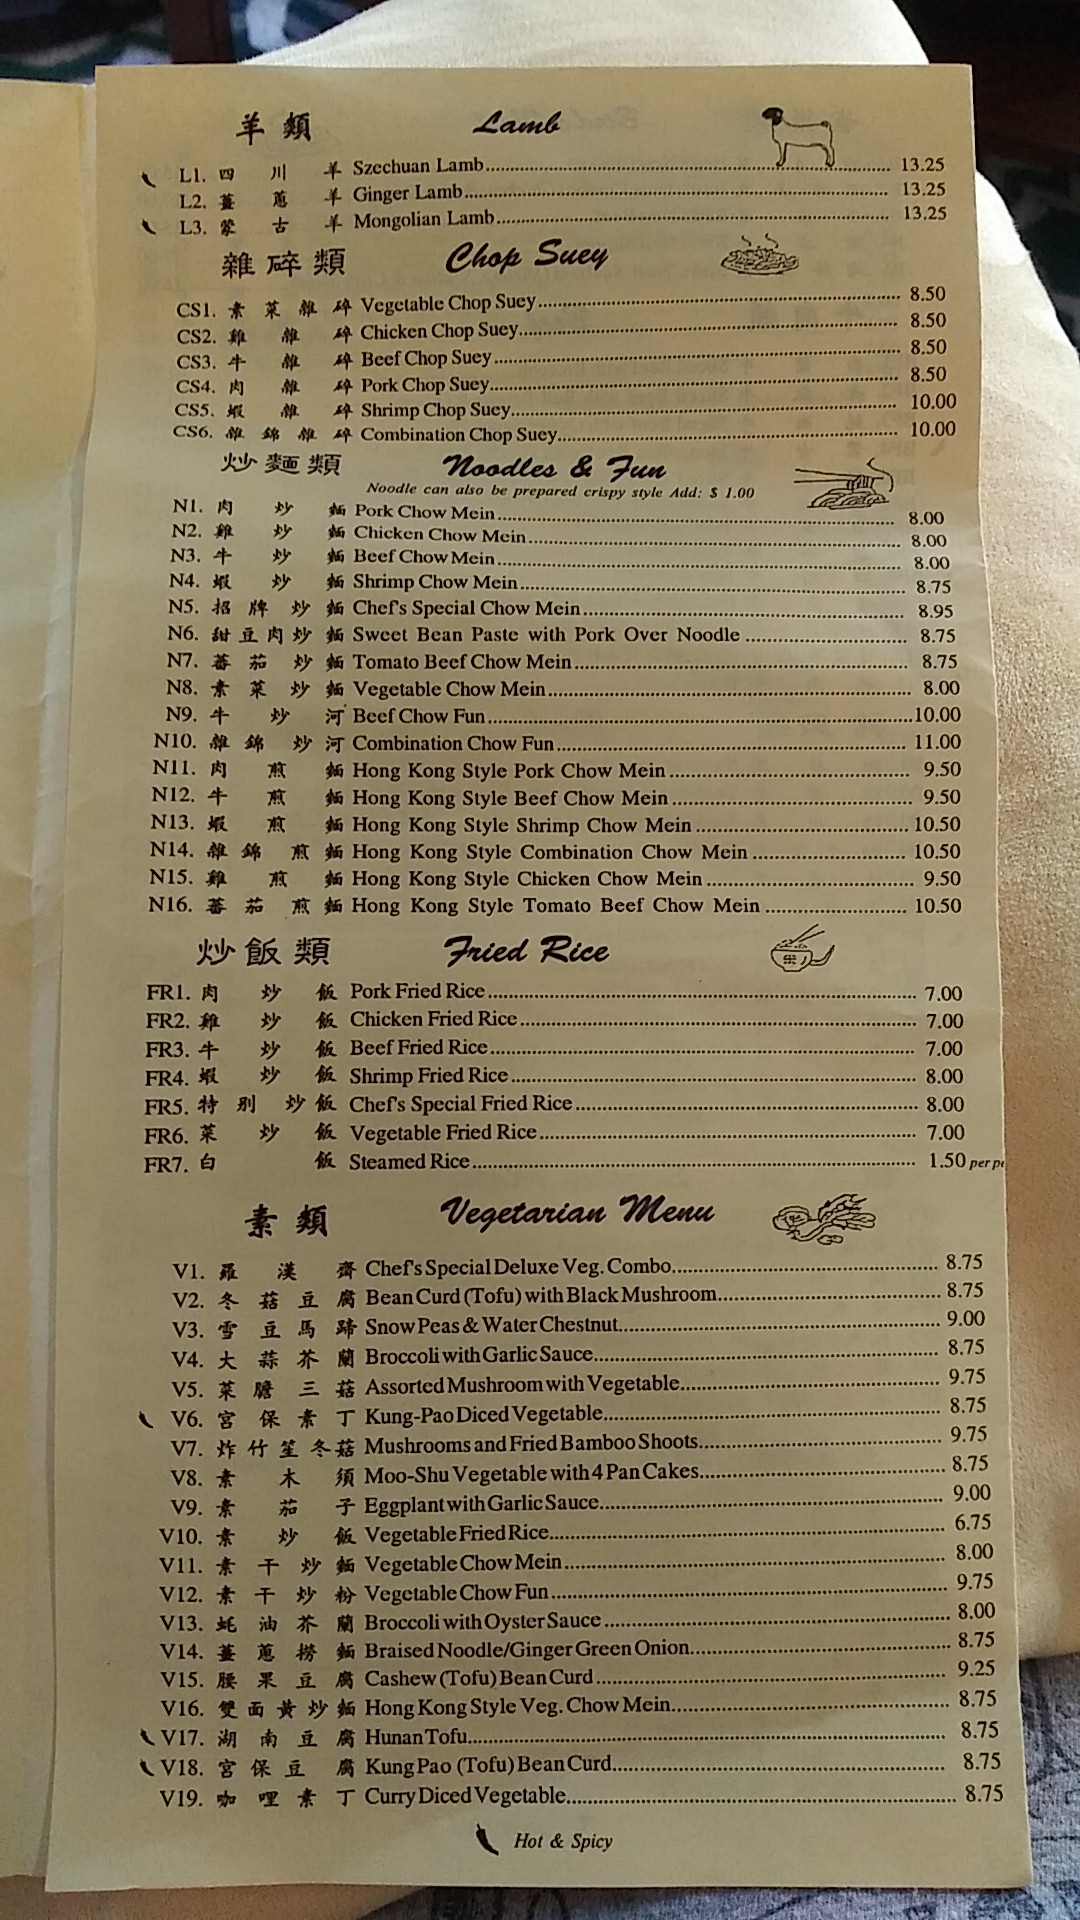 羊類 Lamb
L1. 四川羊 Szechuan Lamb 13.25
L2. 薑蔥羊 Ginger Lamb 13.25
L3. 蒙古羊 Mongolian Lamb 13.25
雜碎類 Chop Suey
CS1. 素菜雜碎 Vegetable Chop Suey 8.50
CS2. 雞雜碎 Chicken Chop Suey 8.50
CS3. 牛雜碎 Beef Chop Suey 8.50
CS4. 肉雜碎 Pork Chop Suey 8.50
CS5. 蝦雜碎 Shrimp Chop Suey 10.00
CS6. 雜錦雜碎 Combination Chop Suey 10.00
炒麵類 Noodles & Fun
Noodle can also be prepared crispy style Add: $ 1.00
N1. 肉炒麵 Pork Chow Mein 8.00
N2. 雞炒麵 Chicken Chow Mein 8.00
N3. 牛炒麵 Beef Chow Mein 8.00
N4. 蝦炒麵 Shrimp Chow Mein 8.75
N5. 招牌炒麵 Chef's Special Chow Mein 8.95
N6. 甜豆肉炒麵 Sweet Bean Paste with Pork Over Noodle 8.75
N7. 蕃茄炒麵 Tomato Beef Chow Mein 8.75
N8. 素菜炒麵 Vegetable Chow Mein 8.00
N9. 牛炒河 Beef Chow Fun 10.00
N10. 雜錦炒河 Combination Chow Fun 11.00
N11. 肉煎麵 Hong Kong Style Pork Chow Mein 9.50
N12. 牛煎麵 Hong Kong Style Beef Chow Mein 9.50
N13. 蝦煎麵 Hong Kong Style Shrimp Chow Mein 10.50
N14. 雜錦煎麵 Hong Kong Style Combination Chow Mein 10.50
N15. 雞煎麵 Hong Kong Style Chicken Chow Mein 9.50
N16. 蕃茄煎麵 Hong Kong Style Tomato Beef Chow Mein 10.50
炒飯類 Fried Rice
FR1. 肉炒飯 Pork Fried Rice 7.00
FR2. 雞炒飯 Chicken Fried Rice 7.00
FR3. 牛炒飯 Beef Fried Rice 7.00
FR4. 蝦炒飯 Shrimp Fried Rice 8.00
FR5. 特別炒飯 Chef's Special Fried Rice 8.00
FR6. 菜炒飯 Vegetable Fried Rice 7.00
FR7. 白飯 Steamed Rice 1.50 per
素類 Vegetarian Menu
V1. 羅漢齋 Chef's Special Deluxe Veg. Combo 8.75
V2. 冬菇豆腐 Bean Curd (Tofu) with Black Mushroom 8.75
V3. 雪豆馬蹄 Snow Peas & Water Chestnut 9.00
V4. 大蒜芥蘭 Broccoli with Garlic Sauce 8.75
V5. 菜膽三菇 Assorted Mushroom with Vegetable 9.75
V6. 宮保素丁 Kung-Pao Diced Vegetable 8.75
V7. 炸竹笙冬菇 Mushrooms and Fried Bamboo Shoots 9.75
V8. 素木須 Moo-Shu Vegetable with 4 Pan Cakes 8.75
V9. 素茄子 Eggplant with Garlic Sauce 9.00
V10. 素炒飯 Vegetable Fried Rice 6.75
V11. 素干炒麵 Vegetable Chow Mein 8.00
V12. 素干炒粉 Vegetable Chow Fun 9.75
V13. 蚝油芥蘭 Broccoli with Oyster Sauce 8.00
V14. 薑蔥撈麵 Braised Noodle/Ginger Green Onion 8.75
V15. 腰果豆腐 Cashew (Tofu) Bean Curd 9.25
V16. 雙面黃炒麵 Hong Kong Style Veg. Chow Mein 8.75
V17. 湖南豆腐 Hunan Tofu 8.75
V18. 宮保豆腐 Kung Pao (Tofu) Bean Curd 8.75
V19. 咖哩素丁 Curry Diced Vegetable 8.75
Hot & Spicy